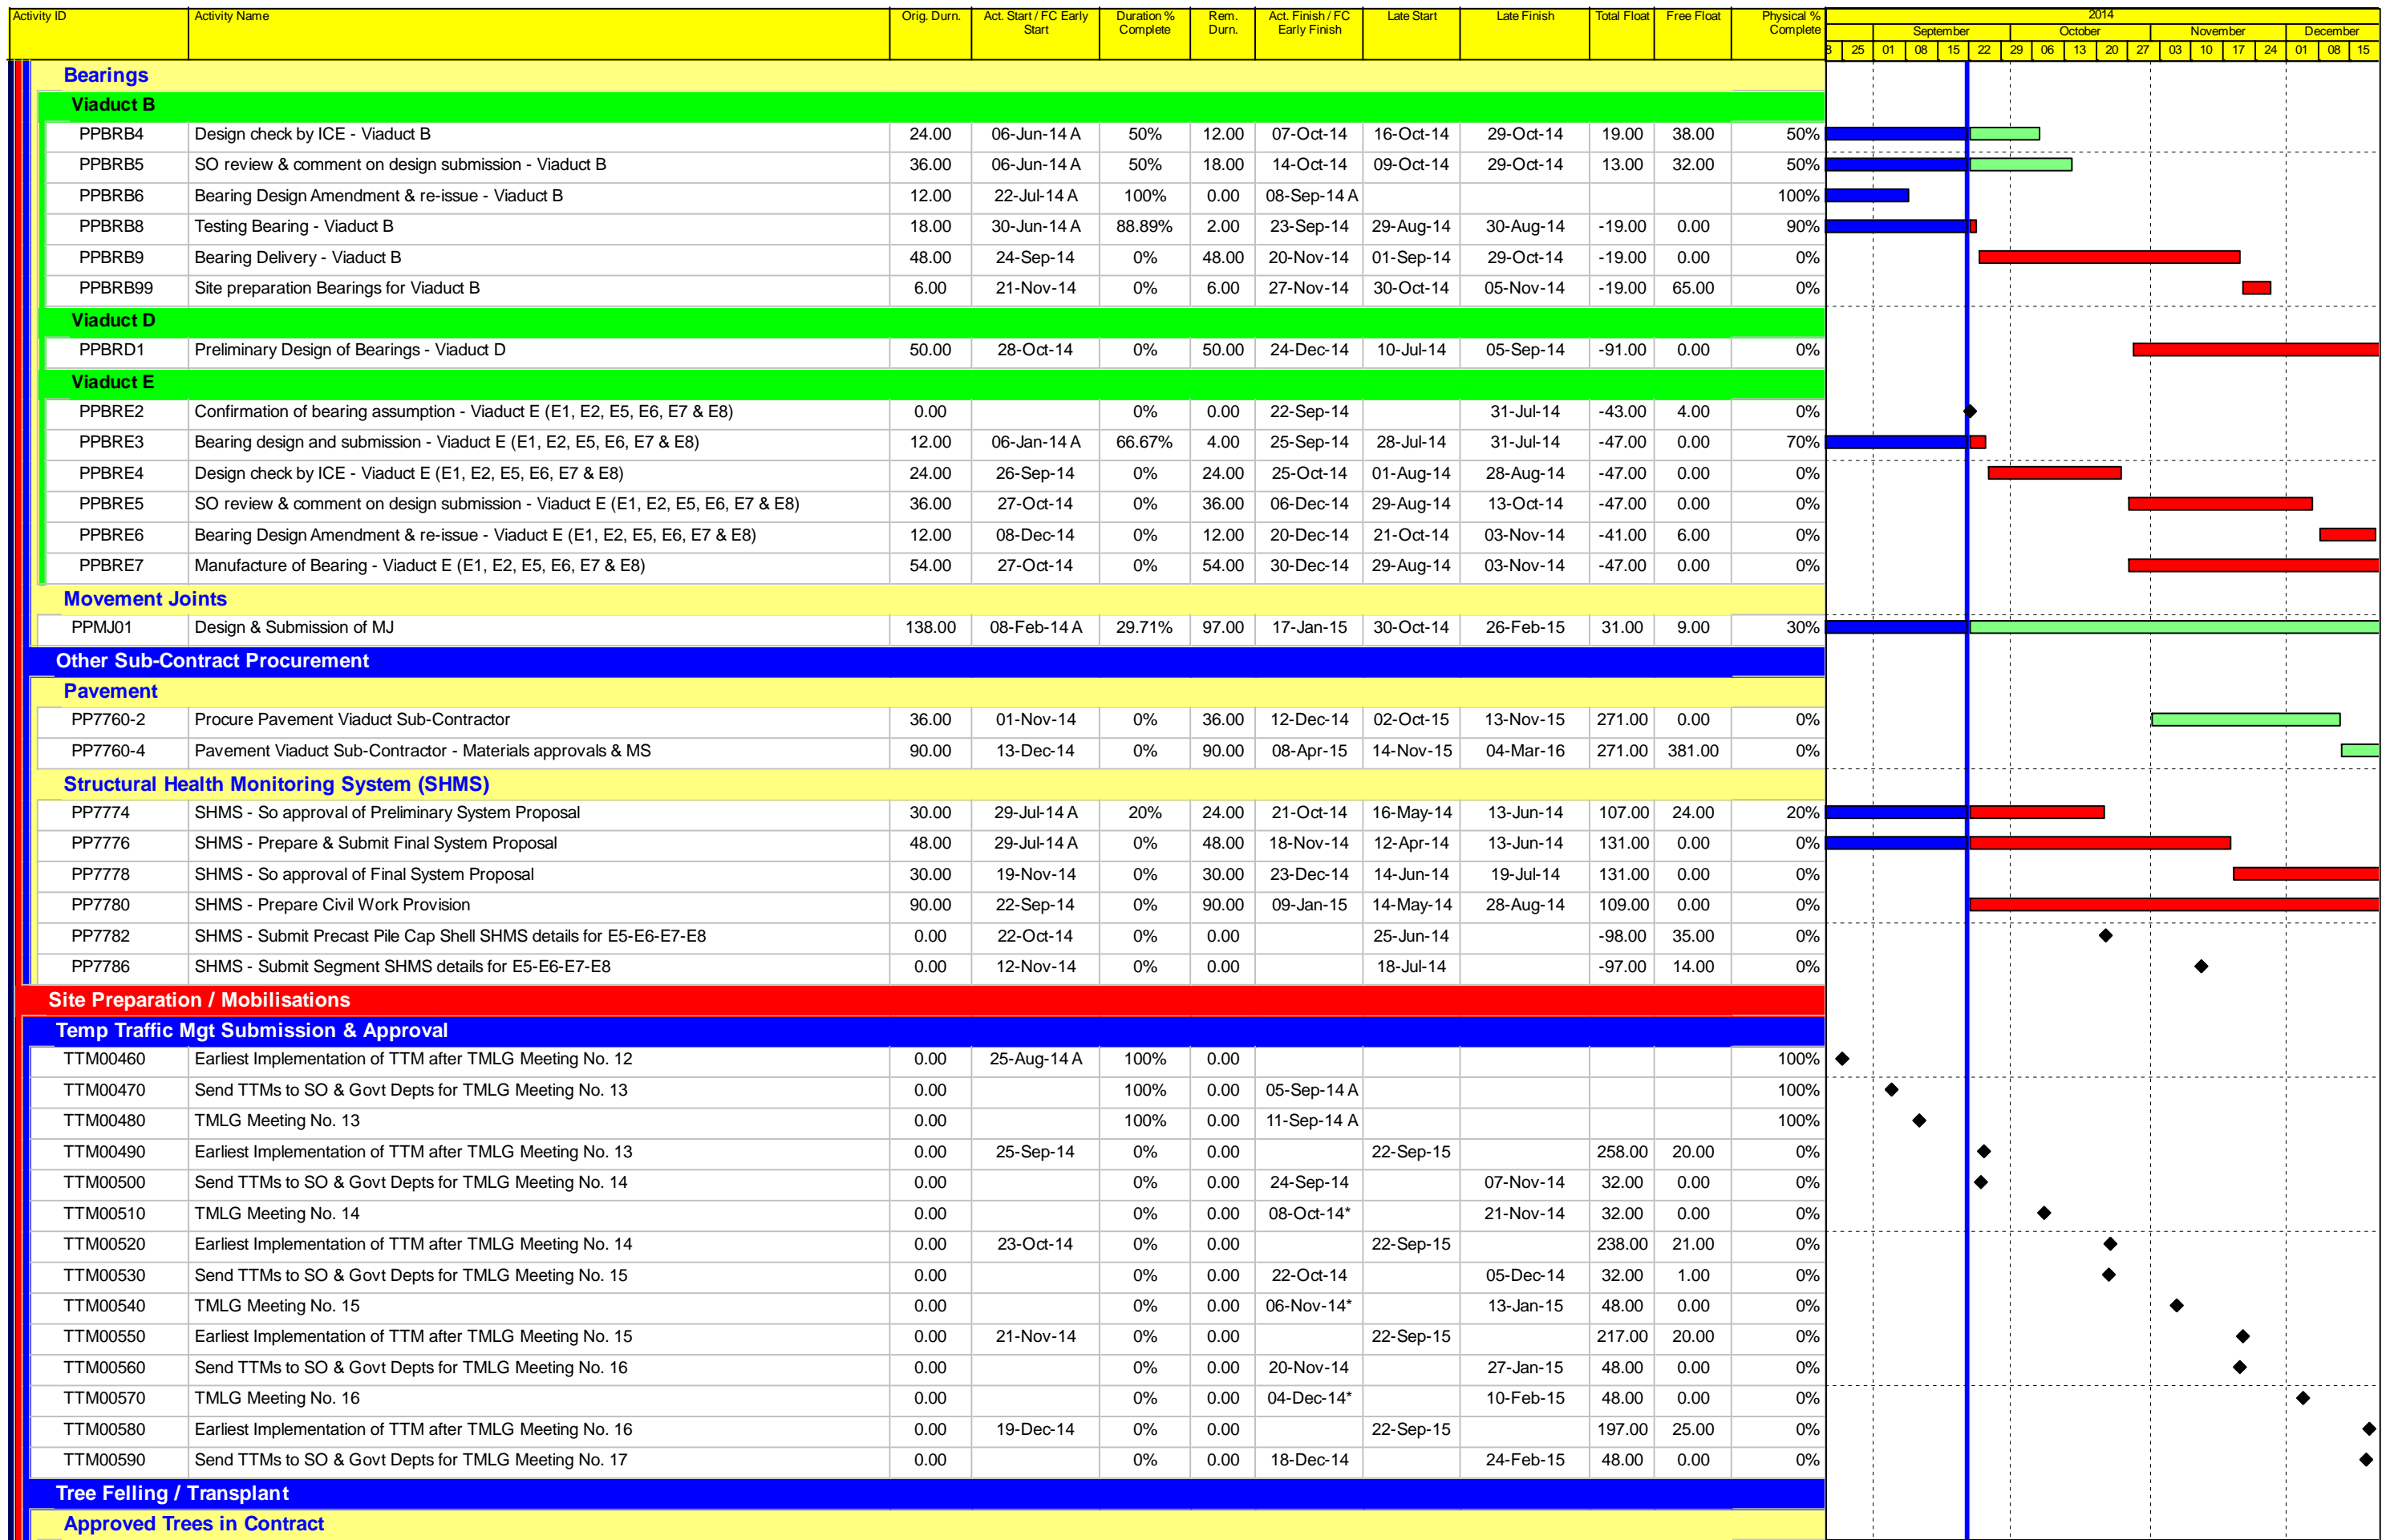 Activity ID Activity Name Orig. Durn. Act. Start / FC Early Start Duration % Complete Rem. Durn. Act. Finish / FC Early Finish Late Start Late Finish Total Float Free Float Physical % Complete 2014
September October November December
8 25 01 08 15 22 29 06 13 20 27 03 10 17 24 01 08 15
Bearings
Viaduct B
PPBRB4 Design check by ICE - Viaduct B 24.00 06-Jun-14 A 50% 12.00 07-Oct-14 16-Oct-14 29-Oct-14 19.00 38.00 50%
PPBRB5 SO review & comment on design submission - Viaduct B 36.00 06-Jun-14 A 50% 18.00 14-Oct-14 09-Oct-14 29-Oct-14 13.00 32.00 50%
PPBRB6 Bearing Design Amendment & re-issue - Viaduct B 12.00 22-Jul-14 A 100% 0.00 08-Sep-14 A 100%
PPBRB8 Testing Bearing - Viaduct B 18.00 30-Jun-14 A 88.89% 2.00 23-Sep-14 29-Aug-14 30-Aug-14 -19.00 0.00 90%
PPBRB9 Bearing Delivery - Viaduct B 48.00 24-Sep-14 0% 48.00 20-Nov-14 01-Sep-14 29-Oct-14 -19.00 0.00 0%
PPBRB99 Site preparation Bearings for Viaduct B 6.00 21-Nov-14 0% 6.00 27-Nov-14 30-Oct-14 05-Nov-14 -19.00 65.00 0%
Viaduct D
PPBRD1 Preliminary Design of Bearings - Viaduct D 50.00 28-Oct-14 0% 50.00 24-Dec-14 10-Jul-14 05-Sep-14 -91.00 0.00 0%
Viaduct E
PPBRE2 Confirmation of bearing assumption - Viaduct E (E1, E2, E5, E6, E7 & E8) 0.00 0% 0.00 22-Sep-14 31-Jul-14 -43.00 4.00 0%
PPBRE3 Bearing design and submission - Viaduct E (E1, E2, E5, E6, E7 & E8) 12.00 06-Jan-14 A 66.67% 4.00 25-Sep-14 28-Jul-14 31-Jul-14 -47.00 0.00 70%
PPBRE4 Design check by ICE - Viaduct E (E1, E2, E5, E6, E7 & E8) 24.00 26-Sep-14 0% 24.00 25-Oct-14 01-Aug-14 28-Aug-14 -47.00 0.00 0%
PPBRE5 SO review & comment on design submission - Viaduct E (E1, E2, E5, E6, E7 & E8) 36.00 27-Oct-14 0% 36.00 06-Dec-14 29-Aug-14 13-Oct-14 -47.00 0.00 0%
PPBRE6 Bearing Design Amendment & re-issue - Viaduct E (E1, E2, E5, E6, E7 & E8) 12.00 08-Dec-14 0% 12.00 20-Dec-14 21-Oct-14 03-Nov-14 -41.00 6.00 0%
PPBRE7 Manufacture of Bearing - Viaduct E (E1, E2, E5, E6, E7 & E8) 54.00 27-Oct-14 0% 54.00 30-Dec-14 29-Aug-14 03-Nov-14 -47.00 0.00 0%
Movement Joints
PPMJ01 Design & Submission of MJ 138.00 08-Feb-14 A 29.71% 97.00 17-Jan-15 30-Oct-14 26-Feb-15 31.00 9.00 30%
Other Sub-Contract Procurement
Pavement
PP7760-2 Procure Pavement Viaduct Sub-Contractor 36.00 01-Nov-14 0% 36.00 12-Dec-14 02-Oct-15 13-Nov-15 271.00 0.00 0%
PP7760-4 Pavement Viaduct Sub-Contractor - Materials approvals & MS 90.00 13-Dec-14 0% 90.00 08-Apr-15 14-Nov-15 04-Mar-16 271.00 381.00 0%
Structural Health Monitoring System (SHMS)
PP7774 SHMS - So approval of Preliminary System Proposal 30.00 29-Jul-14 A 20% 24.00 21-Oct-14 16-May-14 13-Jun-14 107.00 24.00 20%
PP7776 SHMS - Prepare & Submit Final System Proposal 48.00 29-Jul-14 A 0% 48.00 18-Nov-14 12-Apr-14 13-Jun-14 131.00 0.00 0%
PP7778 SHMS - So approval of Final System Proposal 30.00 19-Nov-14 0% 30.00 23-Dec-14 14-Jun-14 19-Jul-14 131.00 0.00 0%
PP7780 SHMS - Prepare Civil Work Provision 90.00 22-Sep-14 0% 90.00 09-Jan-15 14-May-14 28-Aug-14 109.00 0.00 0%
PP7782 SHMS - Submit Precast Pile Cap Shell SHMS details for E5-E6-E7-E8 0.00 22-Oct-14 0% 0.00 25-Jun-14 -98.00 35.00 0%
PP7786 SHMS - Submit Segment SHMS details for E5-E6-E7-E8 0.00 12-Nov-14 0% 0.00 18-Jul-14 -97.00 14.00 0%
Site Preparation / Mobilisations
Temp Traffic Mgt Submission & Approval
TTM00460 Earliest Implementation of TTM after TMLG Meeting No. 12 0.00 25-Aug-14 A 100% 0.00 100%
TTM00470 Send TTMs to SO & Govt Depts for TMLG Meeting No. 13 0.00 100% 0.00 05-Sep-14 A 100%
TTM00480 TMLG Meeting No. 13 0.00 100% 0.00 11-Sep-14 A 100%
TTM00490 Earliest Implementation of TTM after TMLG Meeting No. 13 0.00 25-Sep-14 0% 0.00 22-Sep-15 258.00 20.00 0%
TTM00500 Send TTMs to SO & Govt Depts for TMLG Meeting No. 14 0.00 0% 0.00 24-Sep-14 07-Nov-14 32.00 0.00 0%
TTM00510 TMLG Meeting No. 14 0.00 0% 0.00 08-Oct-14* 21-Nov-14 32.00 0.00 0%
TTM00520 Earliest Implementation of TTM after TMLG Meeting No. 14 0.00 23-Oct-14 0% 0.00 22-Sep-15 238.00 21.00 0%
TTM00530 Send TTMs to SO & Govt Depts for TMLG Meeting No. 15 0.00 0% 0.00 22-Oct-14 05-Dec-14 32.00 1.00 0%
TTM00540 TMLG Meeting No. 15 0.00 0% 0.00 06-Nov-14* 13-Jan-15 48.00 0.00 0%
TTM00550 Earliest Implementation of TTM after TMLG Meeting No. 15 0.00 21-Nov-14 0% 0.00 22-Sep-15 217.00 20.00 0%
TTM00560 Send TTMs to SO & Govt Depts for TMLG Meeting No. 16 0.00 0% 0.00 20-Nov-14 27-Jan-15 48.00 0.00 0%
TTM00570 TMLG Meeting No. 16 0.00 0% 0.00 04-Dec-14* 10-Feb-15 48.00 0.00 0%
TTM00580 Earliest Implementation of TTM after TMLG Meeting No. 16 0.00 19-Dec-14 0% 0.00 22-Sep-15 197.00 25.00 0%
TTM00590 Send TTMs to SO & Govt Depts for TMLG Meeting No. 17 0.00 0% 0.00 18-Dec-14 24-Feb-15 48.00 0.00 0%
Tree Felling / Transplant
Approved Trees in Contract